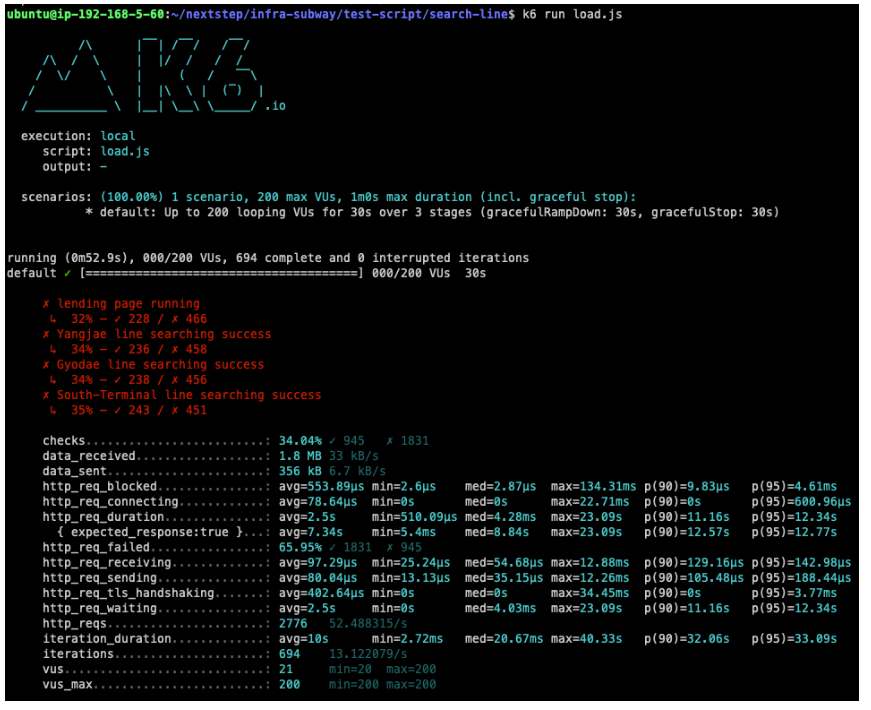 ubuntu@ip-192-168-5-60:~/nextstep/infra-subway/test-script/search-line$ k6 run load.js
.io
execution: local
script: load.js
output: -
scenarios: (100.00%) 1 scenario, 200 max VUs, 1m0s max duration (incl. graceful stop):
* default: Up to 200 looping VUs for 30s over 3 stages (gracefulRampDown: 30s, gracefulStop: 30s)
running (0m52.9s), 000/200 VUs, 694 complete and 0 interrupted iterations
default ✓ [======================================] 000/200 VUs  30s
✗ lending page running
↳  32% — ✓ 228 / ✗ 466
✗ Yangjae line searching success
↳  34% — ✓ 236 / ✗ 458
✗ Gyodae line searching success
↳  34% — ✓ 238 / ✗ 456
✗ South-Terminal line searching success
↳  35% — ✓ 243 / ✗ 451
checks.........................: 34.04% ✓ 945   ✗ 1831
data_received..................: 1.8 MB 33 kB/s
data_sent......................: 356 kB 6.7 kB/s
http_req_blocked...............: avg=553.89µs min=2.6µs    med=2.87µs  max=134.31ms p(90)=9.83µs   p(95)=4.61ms
http_req_connecting............: avg=78.64µs  min=0s       med=0s      max=22.71ms  p(90)=0s       p(95)=600.96µs
http_req_duration..............: avg=2.5s     min=510.09µs med=4.28ms  max=23.09s   p(90)=11.16s   p(95)=12.34s
{ expected_response:true }...: avg=7.34s    min=5.4ms    med=8.84s   max=23.09s   p(90)=12.57s   p(95)=12.77s
http_req_failed................: 65.95% ✓ 1831  ✗ 945
http_req_receiving.............: avg=97.29µs  min=25.24µs  med=54.68µs max=12.88ms  p(90)=129.16µs p(95)=142.98µs
http_req_sending...............: avg=80.04µs  min=13.13µs  med=35.15µs max=12.26ms  p(90)=105.48µs p(95)=188.44µs
http_req_tls_handshaking.......: avg=402.64µs min=0s       med=0s      max=34.45ms  p(90)=0s       p(95)=3.77ms
http_req_waiting...............: avg=2.5s     min=0s       med=4.03ms  max=23.09s   p(90)=11.16s   p(95)=12.34s
http_reqs......................: 2776   52.488315/s
iteration_duration.............: avg=10s      min=2.72ms   med=20.67ms max=40.33s   p(90)=32.06s   p(95)=33.09s
iterations.....................: 694    13.122079/s
vus............................: 21     min=20  max=200
vus_max........................: 200    min=200 max=200